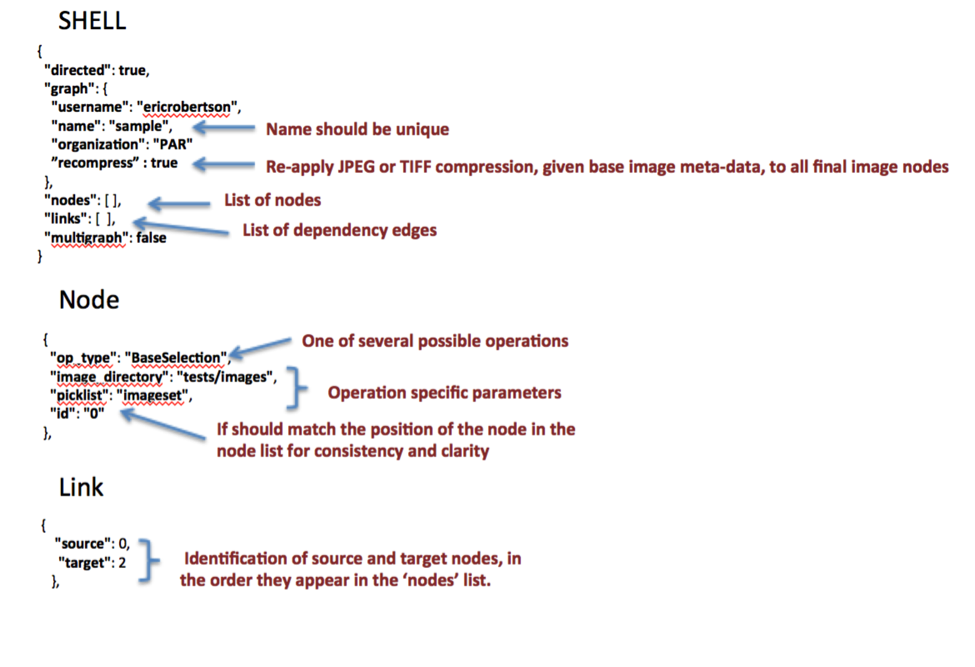 SHELL
{
"directed": true,
"graph": {
"username": "ericrobertson",
"name": "sample",
Name should be unique
"organization": "PAR"
"recompress” : true
Re-apply JPEG or TIFF compression, given base image meta-data, to all final image nodes
},
"nodes": [ ],
List of nodes
"links": [ ],
List of dependency edges
"multigraph": false
}
Node
{
One of several possible operations
"op_type": "BaseSelection",
"image_directory": "tests/images",
"picklist": "imageset",
Operation specific parameters
"id": "0"
},
If should match the position of the node in the
node list for consistency and clarity
Link
{
"source": 0,
"target": 2
},
Identification of source and target nodes, in
the order they appear in the ‘nodes’ list.